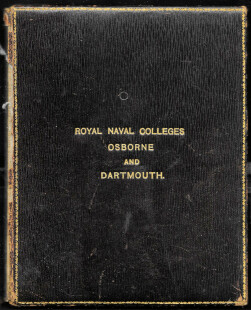 ROYAL NAVAL COLLEGES
OSBORNE
AND
DARTMOUTH.